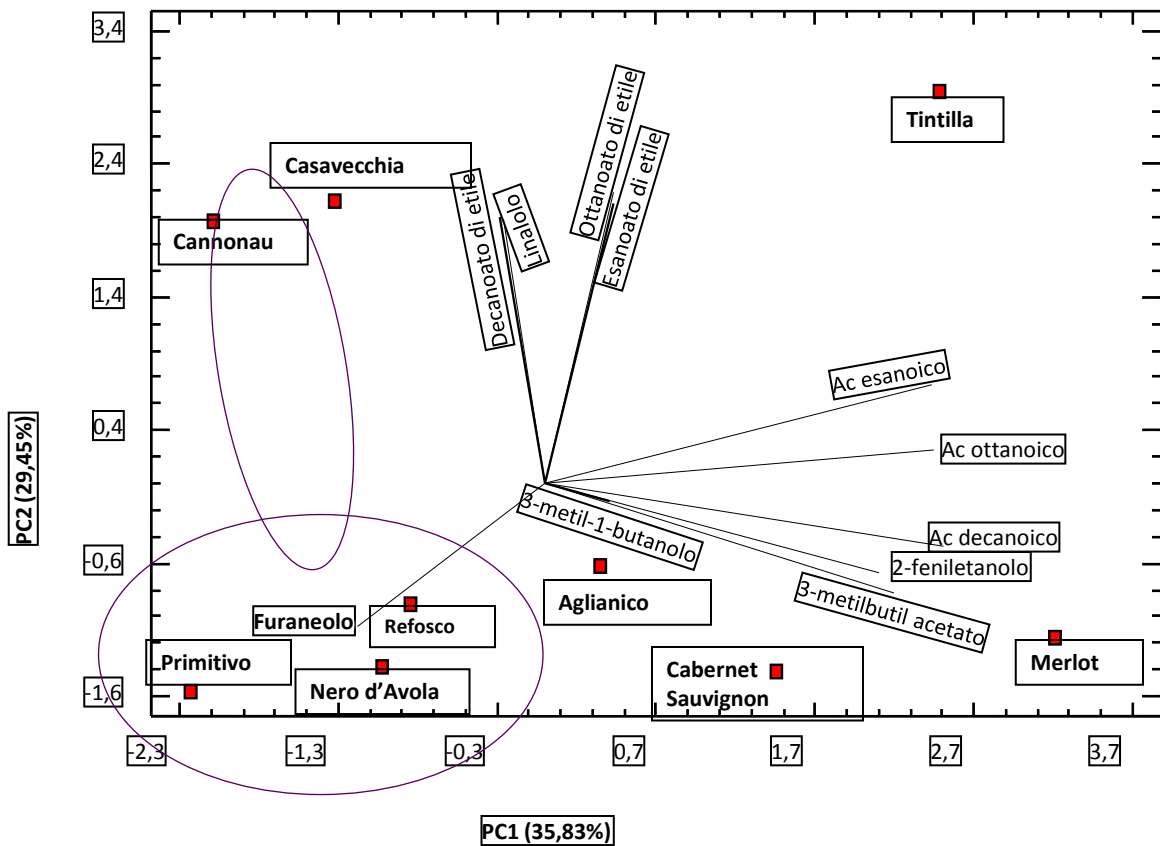 3,4
Tintilla
Ottanoato di etile
Esanoato di etile
2,4
Casavecchia
Decanoato di etile
Linalolo
Cannonau
1,4
Ac esanoico
0,4
Ac ottanoico
PC2 (29,45%)
3-metil-1-butanolo
Ac decanoico
-0,6
2-feniletanolo
Aglianico
3-metilbutil acetato
Furaneolo
Refosco
Primitivo
Merlot
Cabernet
Sauvignon
Nero d’Avola
-1,6
-2,3
-1,3
-0,3
0,7
1,7
2,7
3,7
PC1 (35,83%)